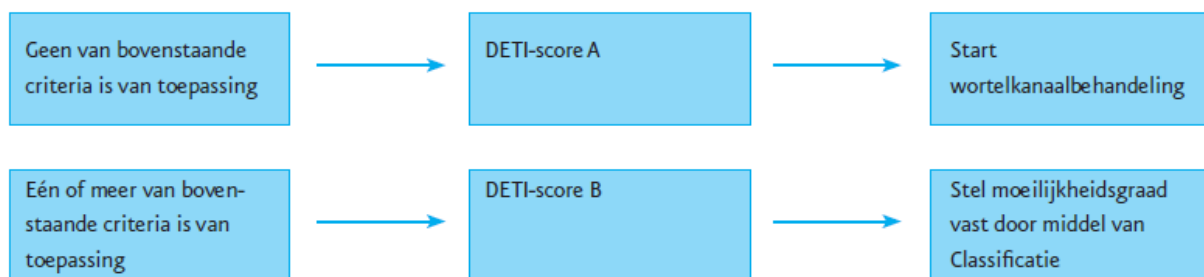 Geen van bovenstaande
criteria is van toepassing
DETI-score A
Start
wortelkanaalbehandeling
Eén of meer van boven-
staande criteria is van
toepassing
DETI-score B
Stel moeilijkheidsgraad
vast door middel van
Classificatie